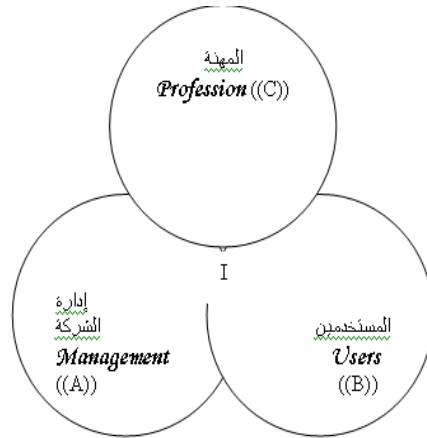 المهنة
Profession ((C))
I
إدارة
الشركة
Management
((A))
المستخدمين
Users
((B))